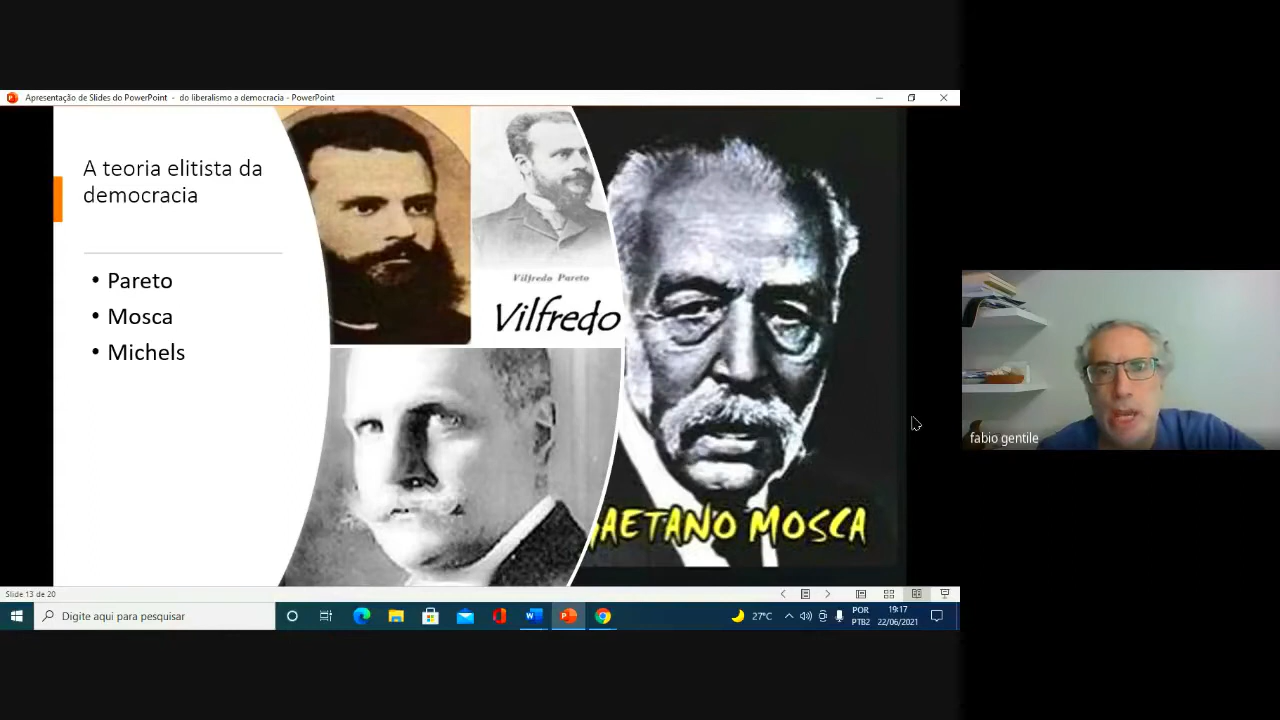 Apresentação de Slides do PowerPoint - do liberalismo a democracia - PowerPoint
A teoria elitista da
democracia
• Pareto
• Mosca
• Michels
Vilfredo Pareto
Vilfredo
GAETANO MOSCA
fabio gentile
Slide 13 de 20
Digite aqui para pesquisar
27°C
POR
PTB2
19:17
22/06/2021